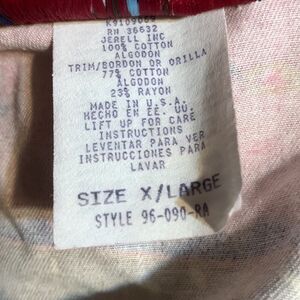 K9109009
RN 36632
JERELL INC
100% COTTON
ALGODON
TRIM/BORDON OR ORILLA
77% COTTON
ALGODON
23% RAYON
MADE IN U.S.A.
HECHO EN EE. UU.
LIFT UP FOR CARE
INSTRUCTIONS
LEVENTAR PARA VER
INSTRUCCIONES PARA
LAVAR
SIZE X/LARGE
STYLE 96-090-RA